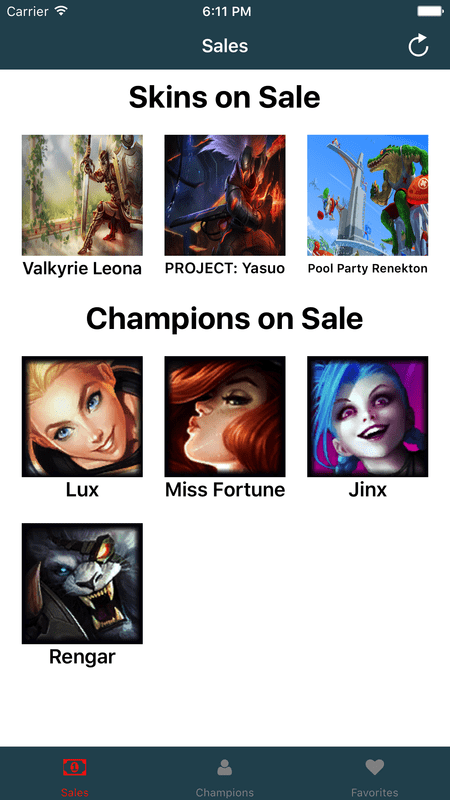 Carrier 6:11 PM
Sales
Skins on Sale
Valkyrie Leona PROJECT: Yasuo Pool Party Renekton
Champions on Sale
Lux Miss Fortune Jinx
Rengar
Sales Champions Favorites